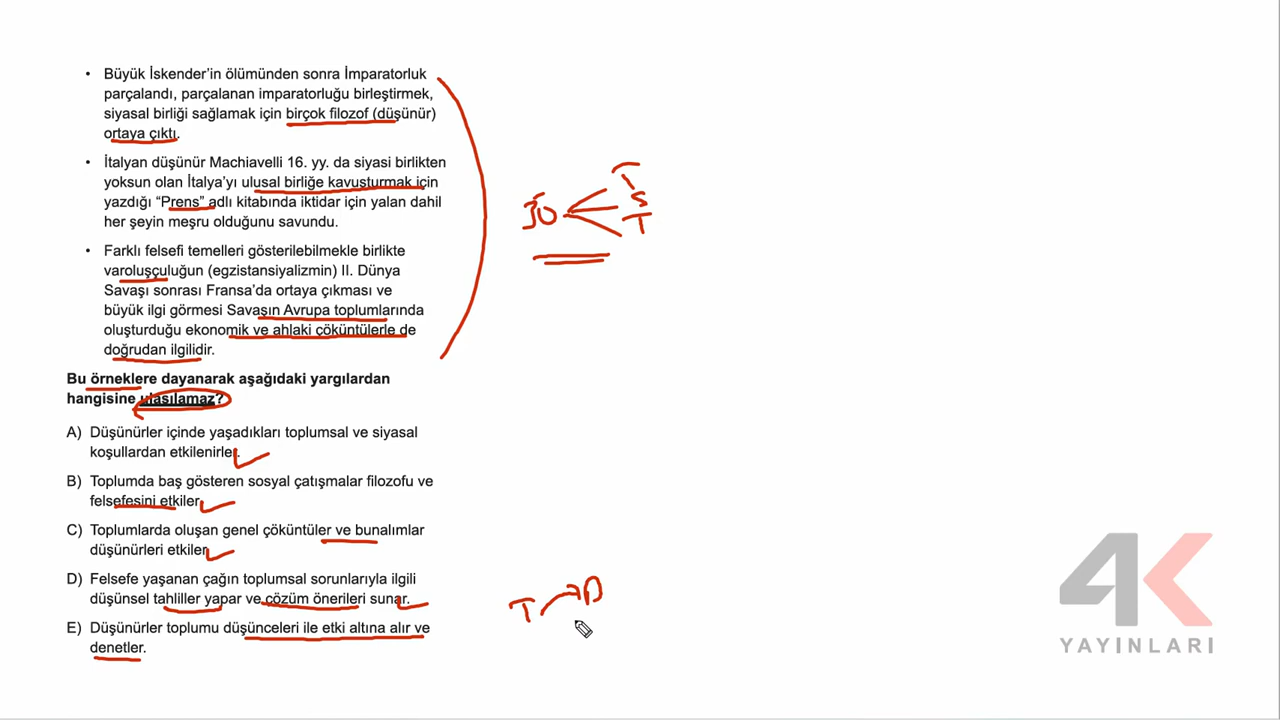 • Büyük İskender'in ölümünden sonra İmparatorluk
parçalandı, parçalanan imparatorluğu birleştirmek,
siyasal birliği sağlamak için birçok filozof (düşünür)
ortaya çıktı.
• İtalyan düşünür Machiavelli 16. yy. da siyasi birlikten
yoksun olan İtalya'yı ulusal birliğe kavuşturmak için
yazdığı “Prens” adlı kitabında iktidar için yalan dahil
her şeyin meşru olduğunu savundu.
• Farklı felsefi temelleri gösterilebilmekle birlikte
varoluşçuluğun (egzistansiyalizmin) II. Dünya
Savaşı sonrası Fransa'da ortaya çıkması ve
büyük ilgi görmesi Savaşın Avrupa toplumlarında
oluşturduğu ekonomik ve ahlaki çöküntülerle de
doğrudan ilgilidir.
Bu örneklere dayanarak aşağıdaki yargılardan
hangisine ulaşılamaz?
A) Düşünürler içinde yaşadıkları toplumsal ve siyasal
koşullardan etkilenirler.
B) Toplumda baş gösteren sosyal çatışmalar filozofu ve
felsefesini etkiler.
C) Toplumlarda oluşan genel çöküntüler ve bunalımlar
düşünürleri etkiler.
D) Felsefe yaşanan çağın toplumsal sorunlarıyla ilgili
düşünsel tahliller yapar ve çözüm önerileri sunar.
E) Düşünürler toplumu düşünceleri ile etki altına alır ve
denetler.
T
S
T
T
4K
YAYINLARI